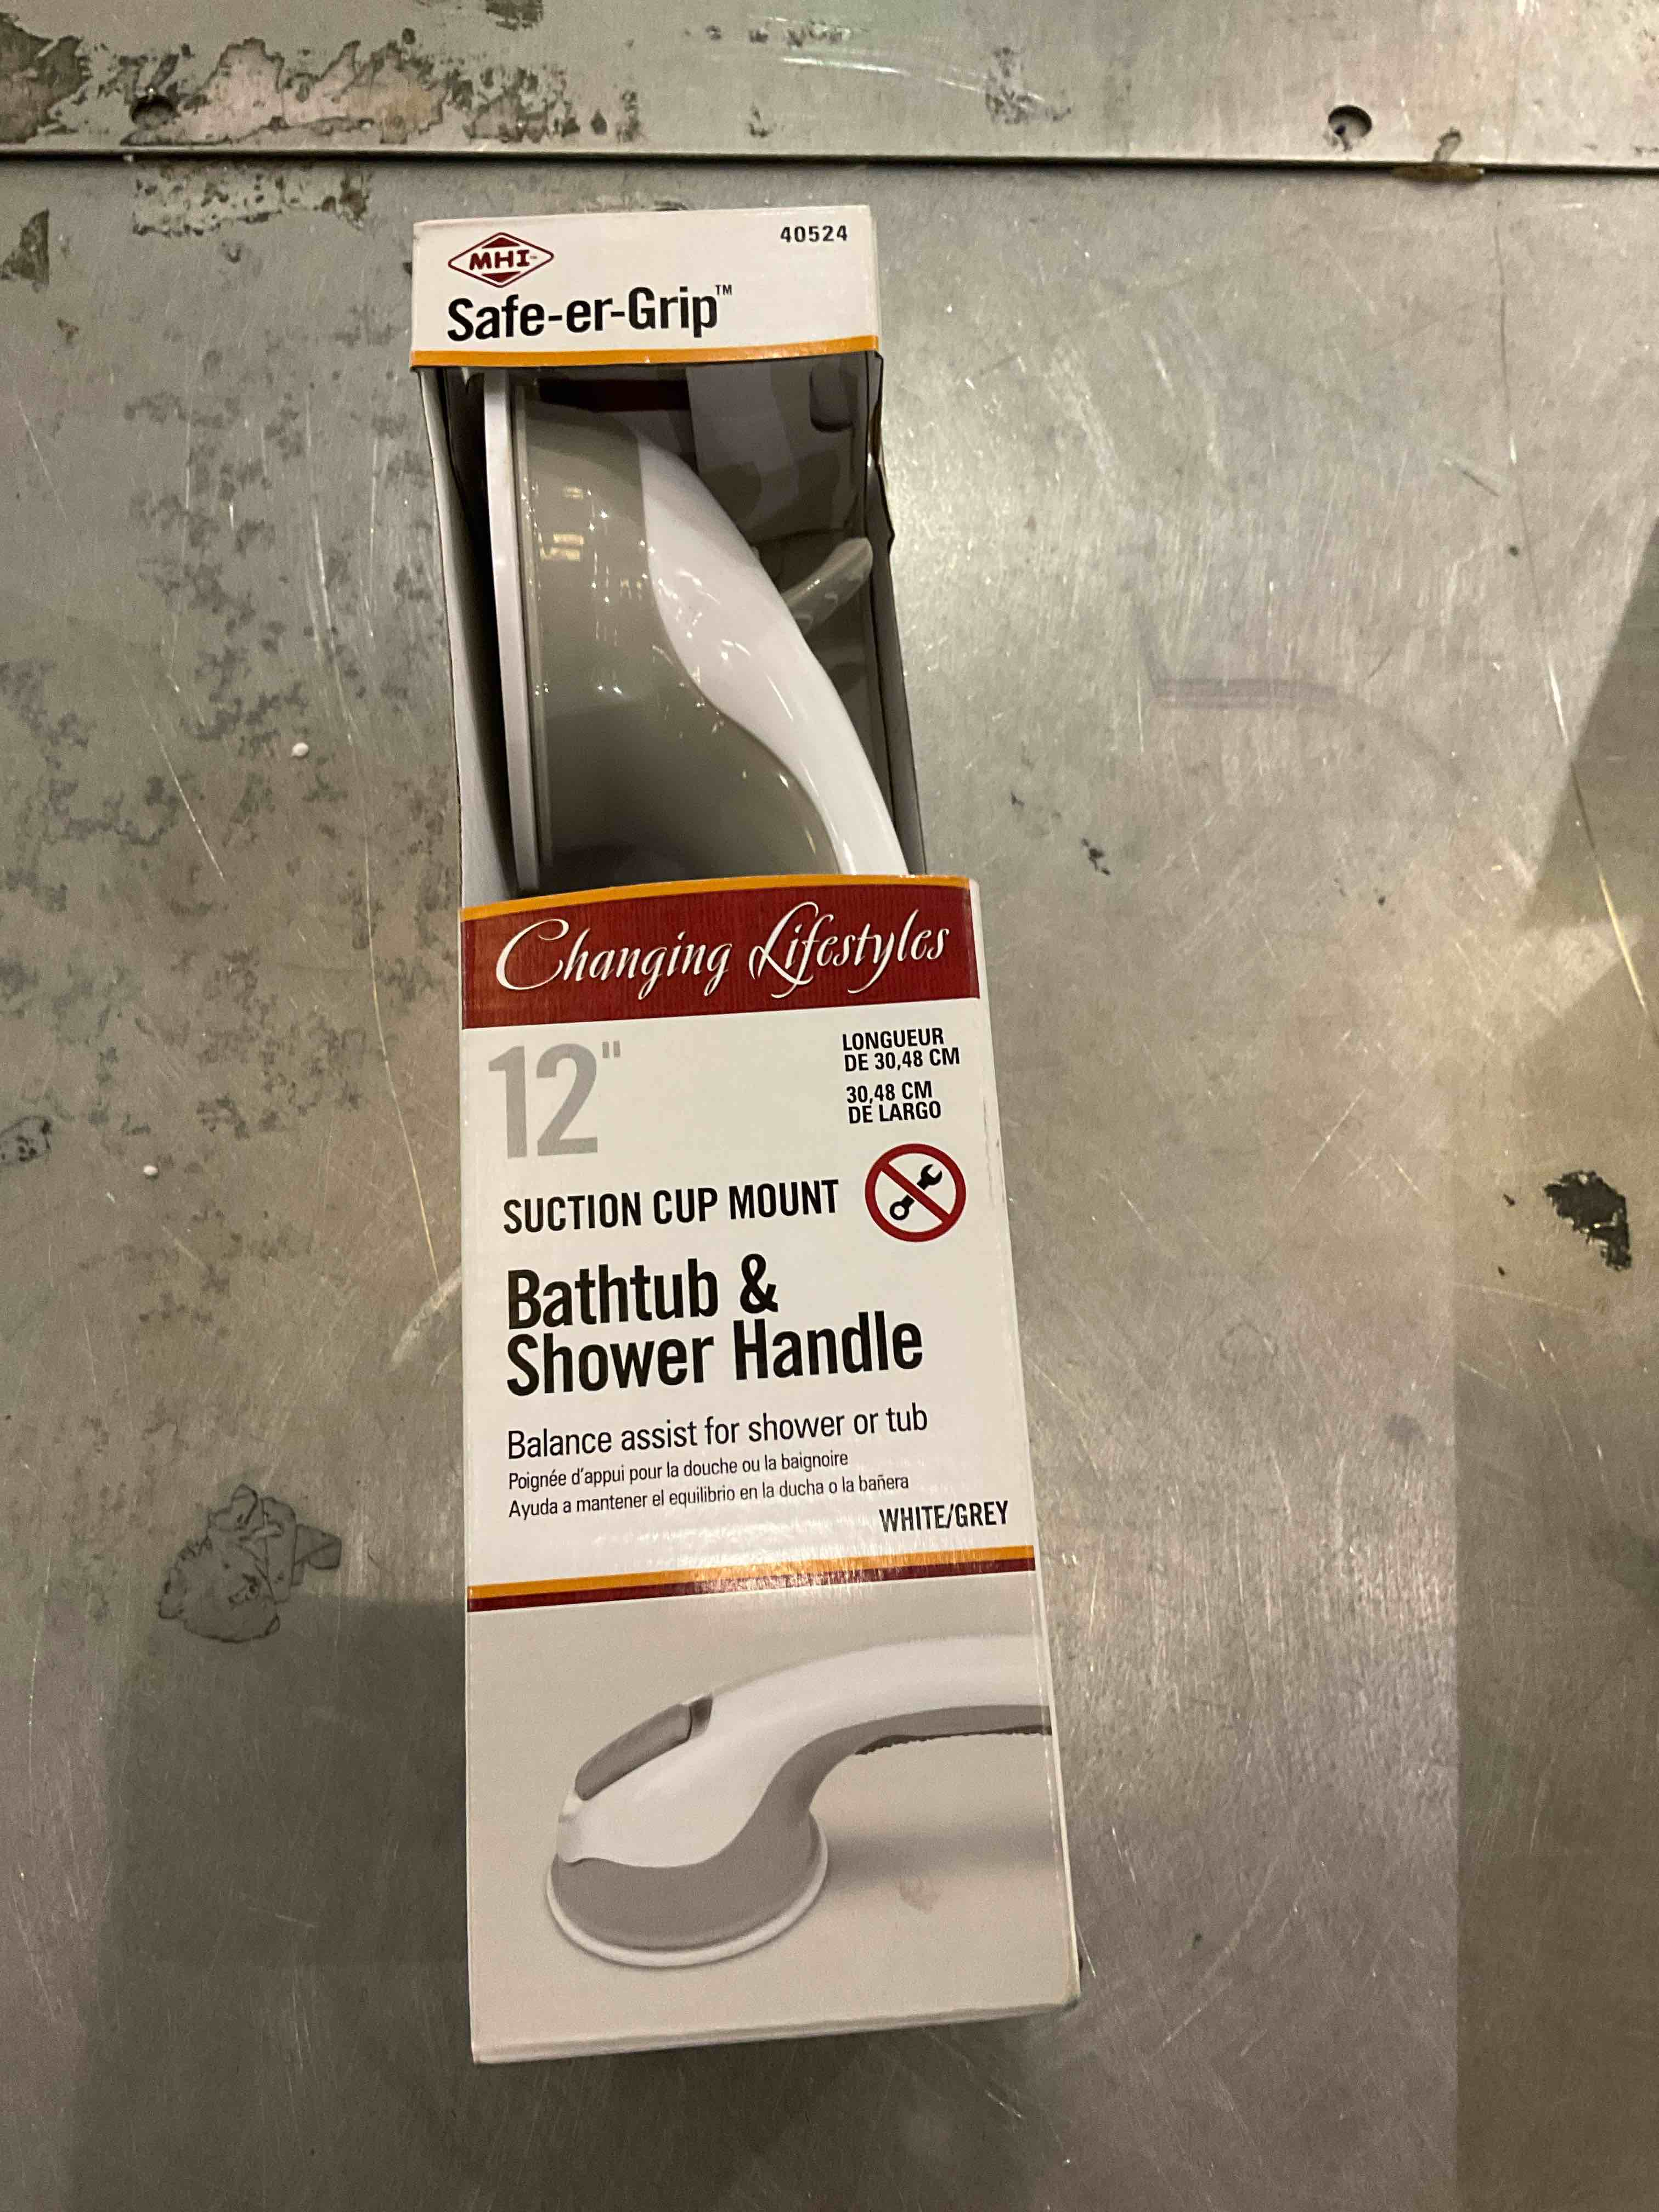 40524
MHI
Safe-er-Grip™
Changing Lifestyles
12"
LONGUEUR
DE 30,48 CM
30,48 CM
DE LARGO
SUCTION CUP MOUNT
Bathtub &
Shower Handle
Balance assist for shower or tub
Poignée d'appui pour la douche ou la baignoire
Ayuda a mantener el equilibrio en la ducha o la bañera
WHITE/GREY